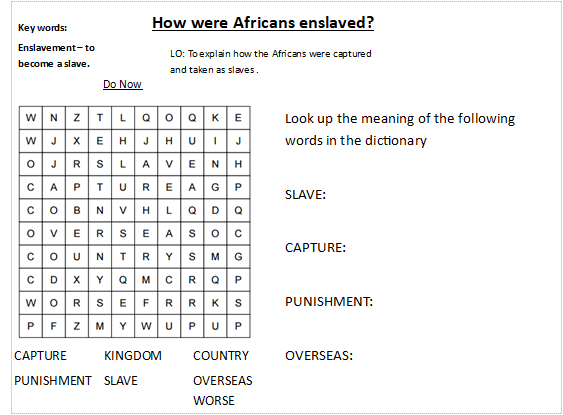 How were Africans enslaved?
Key words:
Enslavement – to
become a slave.
LO: To explain how the Africans were captured
and taken as slaves .
Do Now
W N Z T L Q O Q K E
W J X E H J H U I J
O J R S L A V E N H
C A P T U R E A G P
C O B N V H L Q D Q
O V E R S E A S O C
C O U N T R Y S M G
C D X Y Q M C R Q P
W O R S E F R R K S
P F Z M Y W U P U P
CAPTURE KINGDOM COUNTRY
PUNISHMENT SLAVE OVERSEAS
WORSE
Look up the meaning of the following
words in the dictionary
SLAVE:
CAPTURE:
PUNISHMENT:
OVERSEAS: